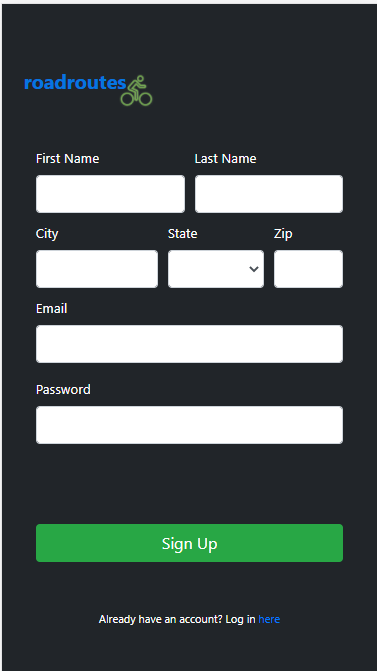 roadroutes
First Name Last Name
City State Zip
Email
Password
Sign Up
Already have an account? Log in here